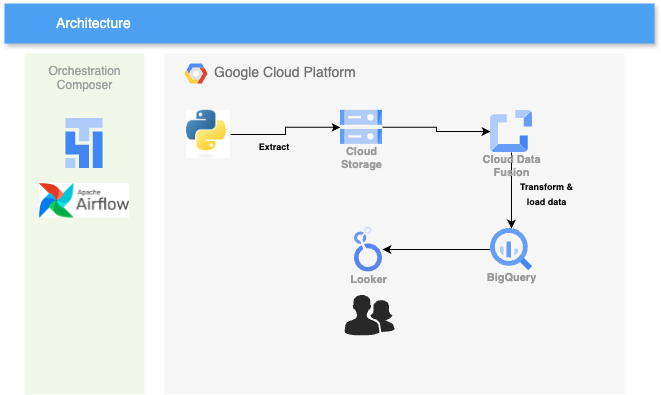 Architecture
Orchestration
Composer
Apache
Airflow
Google Cloud Platform
Extract
Cloud
Storage
Cloud Data
Fusion
Transform &
load data
Looker
BigQuery